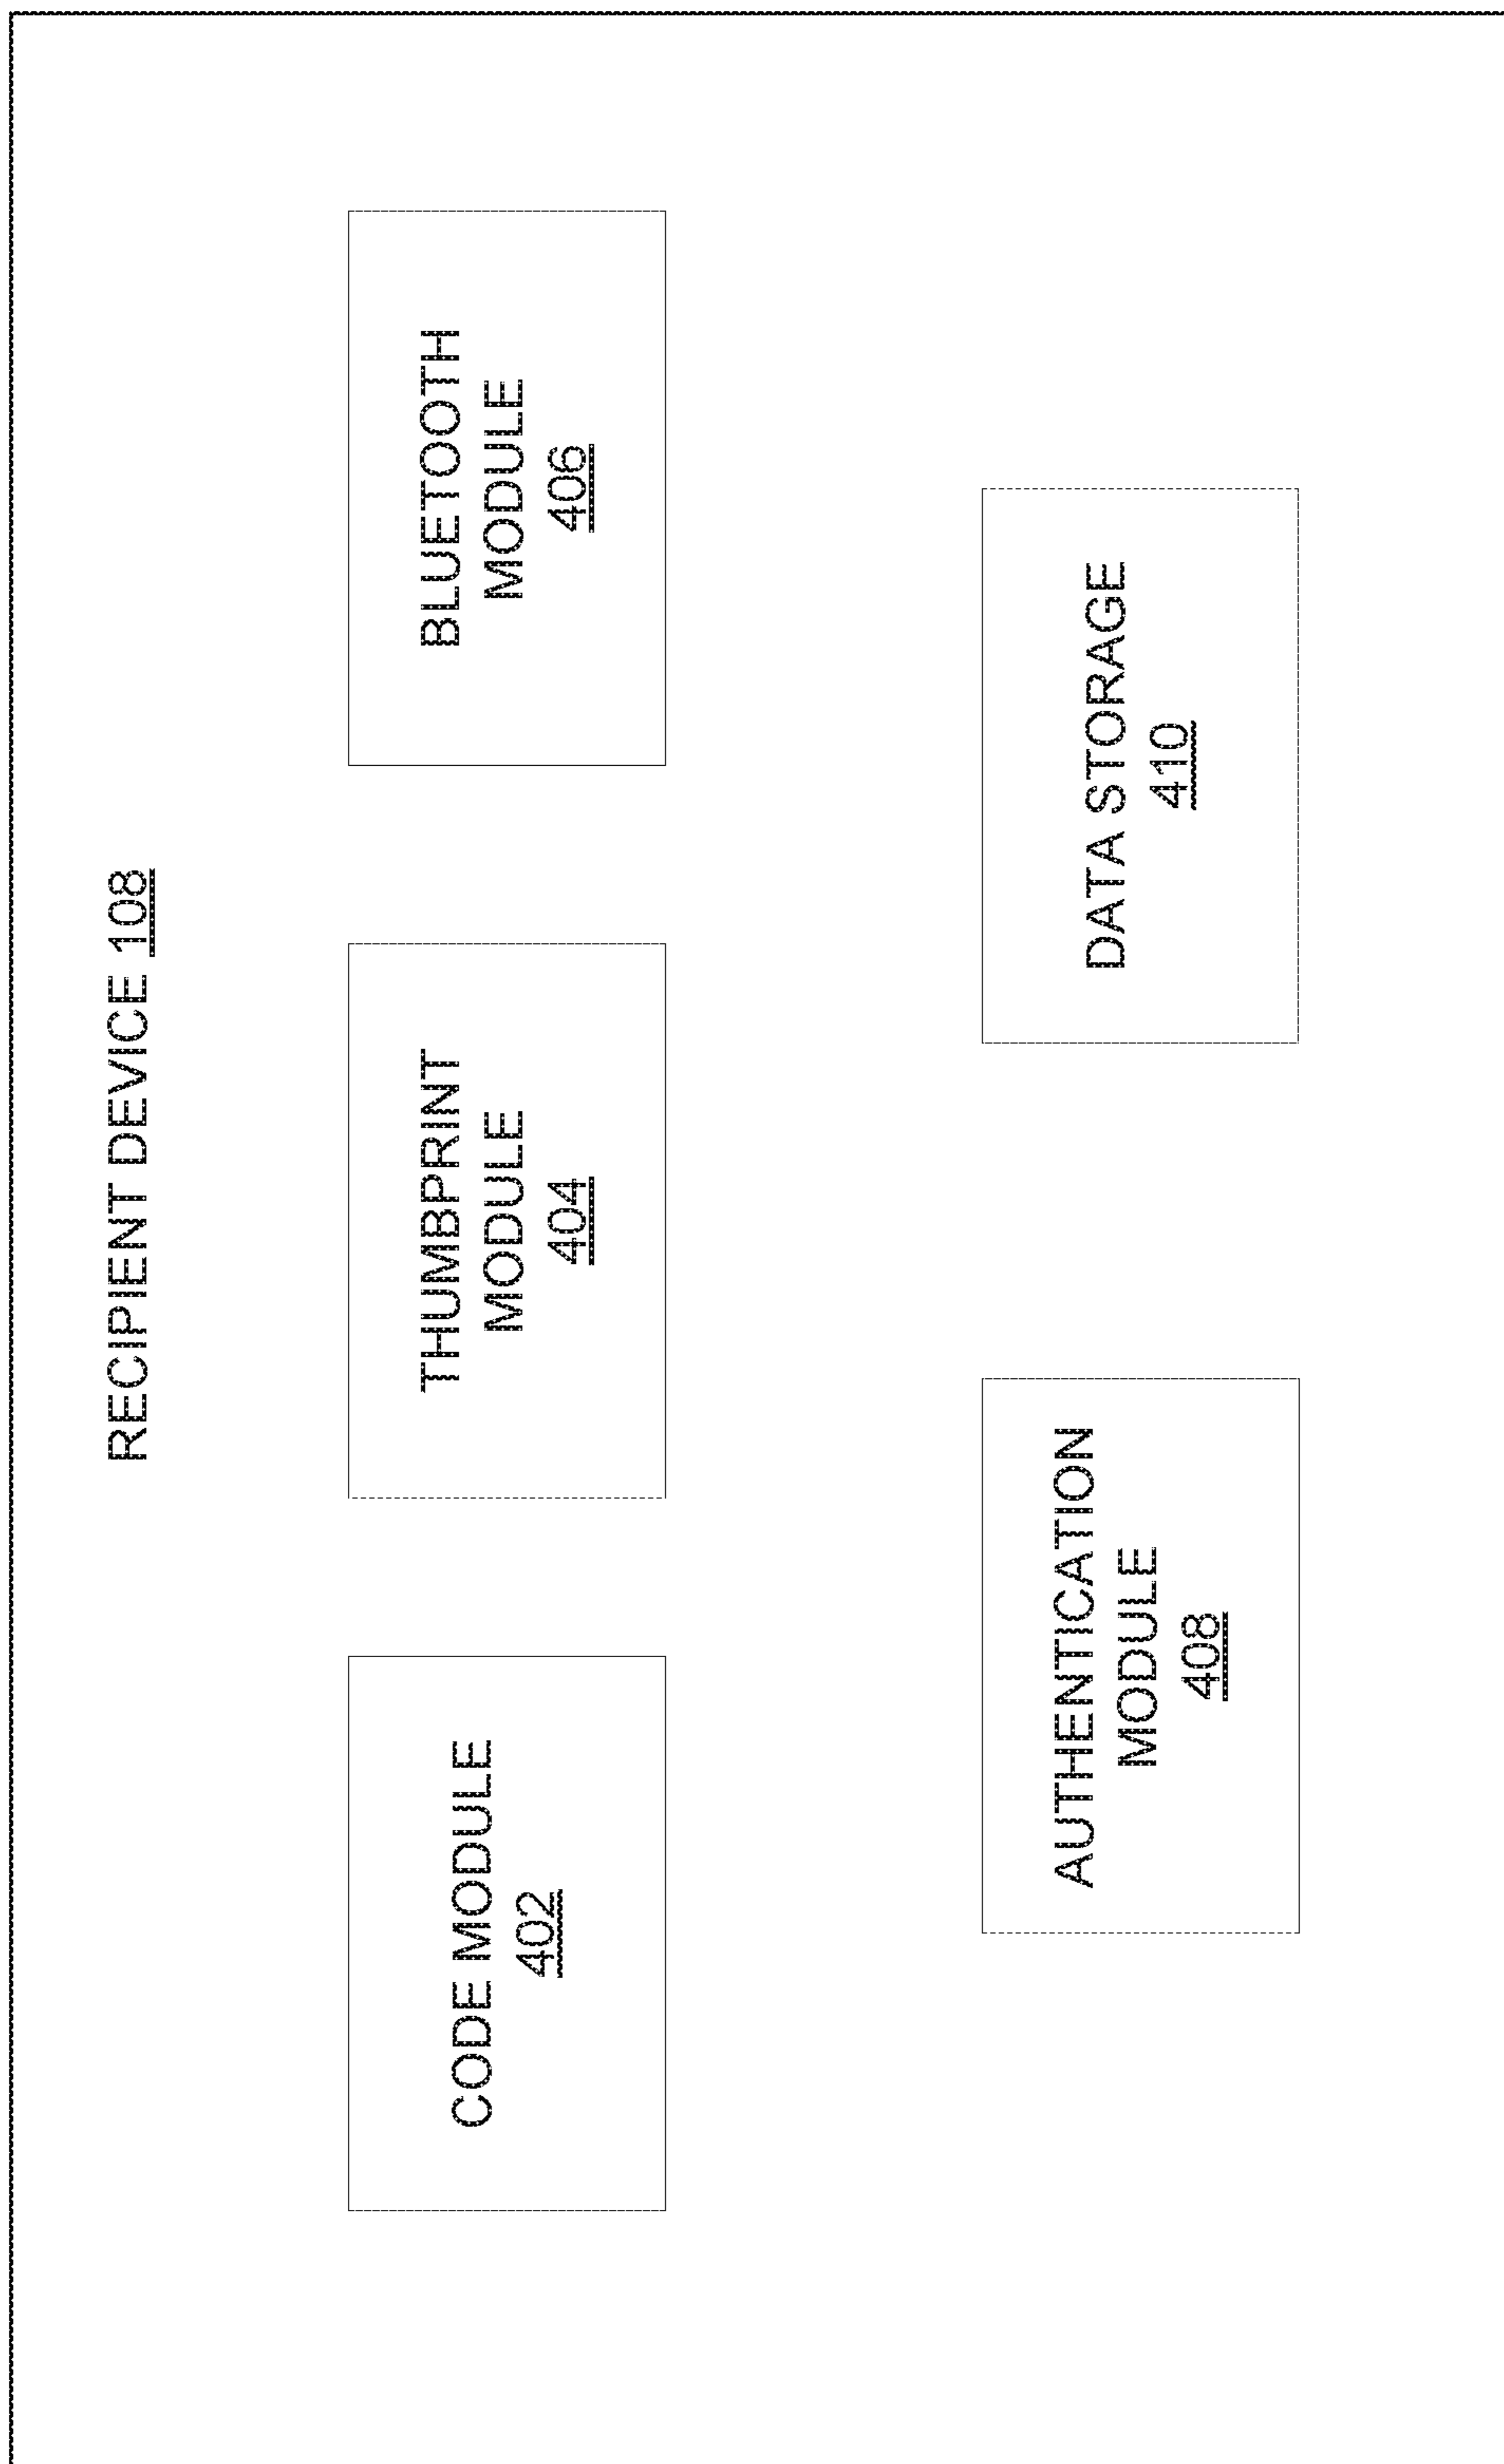 RECIPIENT DEVICE 108
CODE MODULE
402
THUMBPRINT
MODULE
404
BLUETOOTH
MODULE
406
AUTHENTICATION
MODULE
408
DATA STORAGE
410